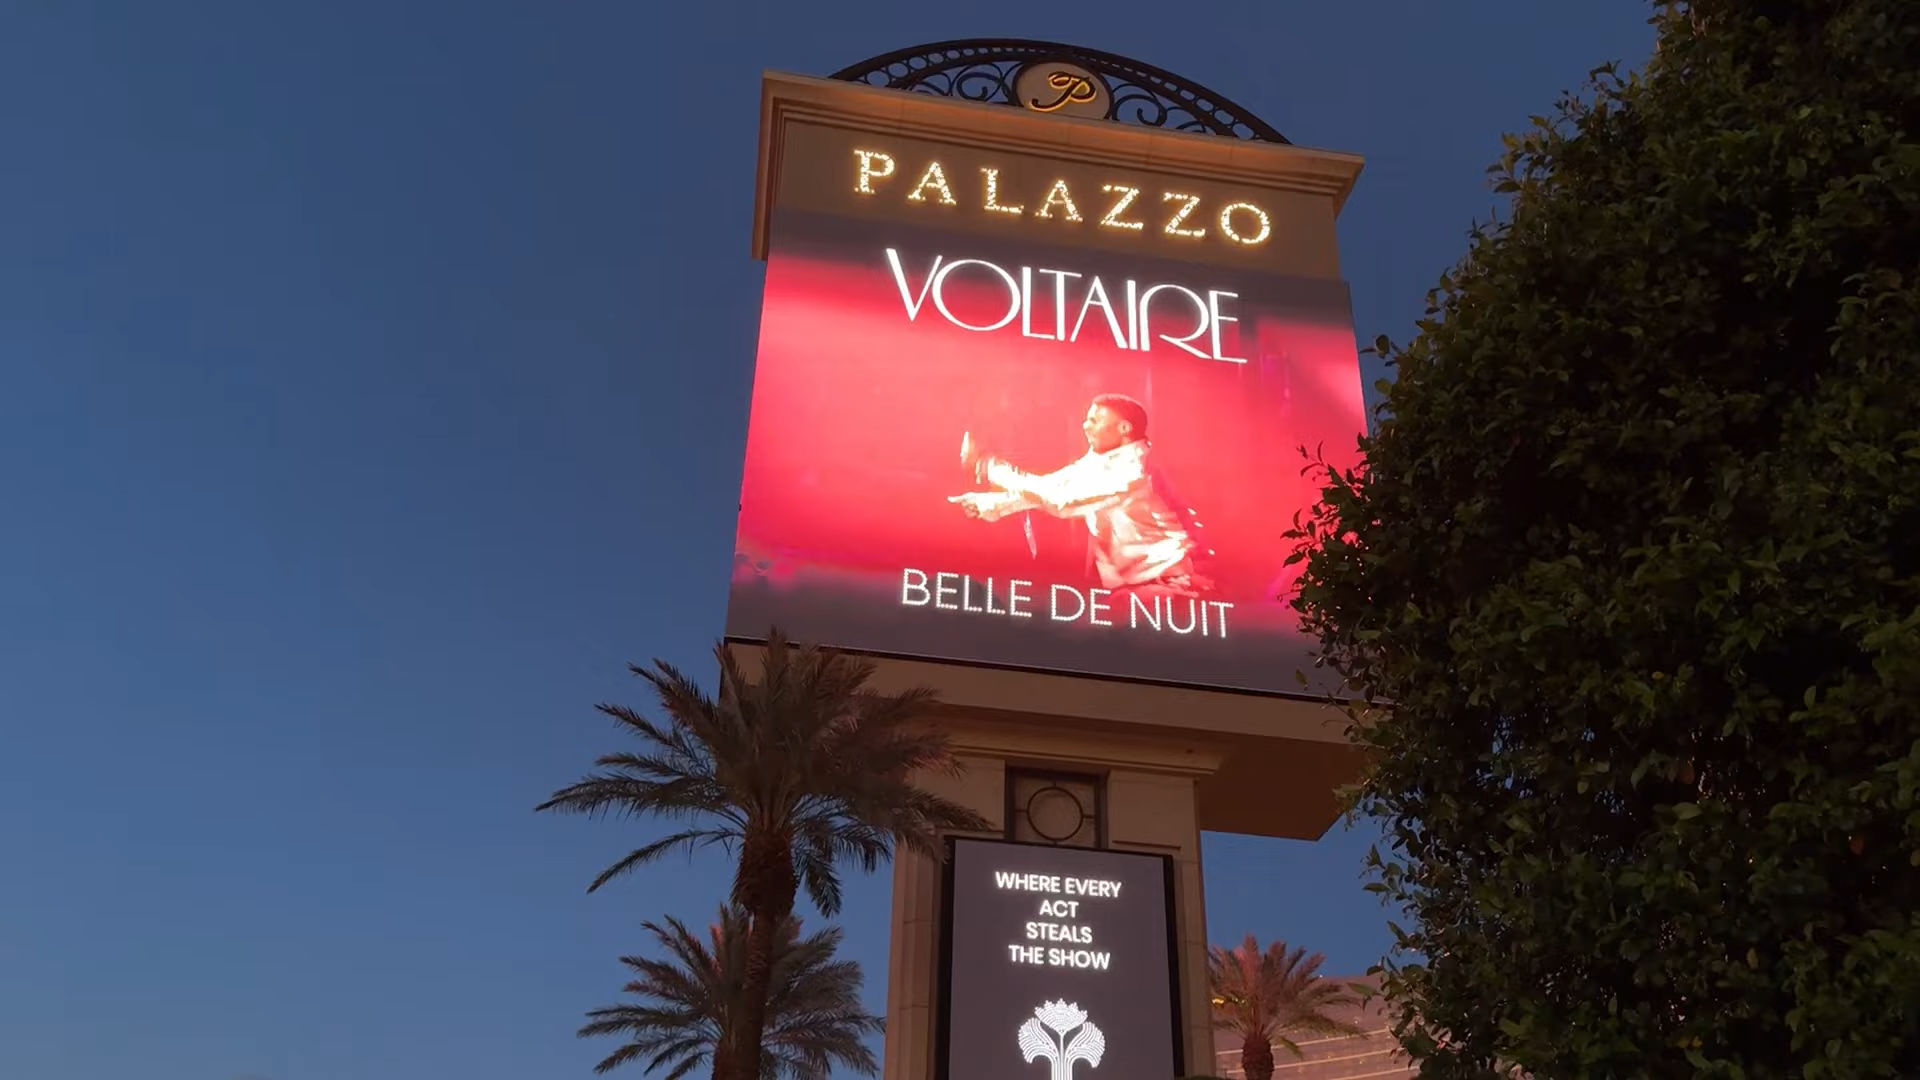 P
PALAZZO
VOLTAIRE
BELLE DE NUIT
WHERE EVERY
ACT
STEALS
THE SHOW